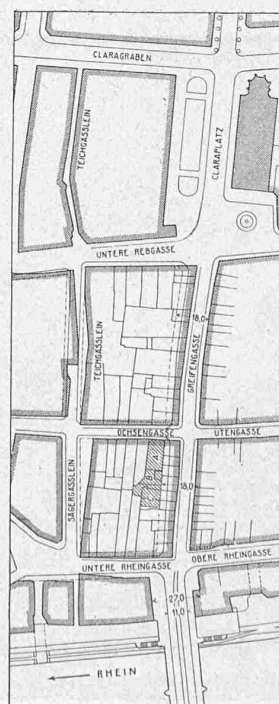 CLARAGRABEN
TEICHGÄSSLEIN
CLARAPLATZ
UNTERE REBGASSE
TEICHGÄSSLEIN
GREIFENGASSE
18,0
OCHSENGASSE
UTENGASSE
SÄGERGÄSSLEIN
A
B
18,0
UNTERE RHEINGASSE
OBERE RHEINGASSE
27,0
11,0
RHEIN